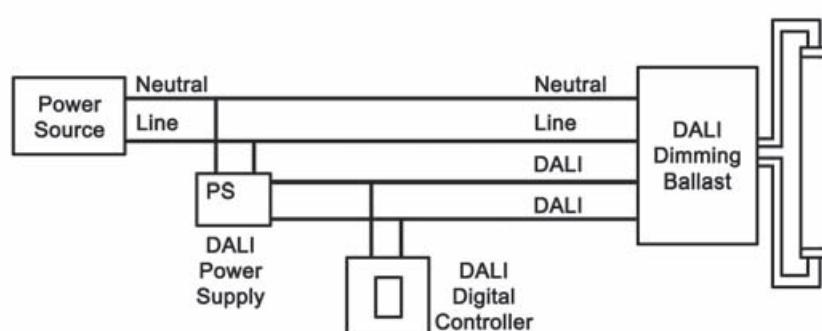 Neutral
Neutral
Power
Source
Line
Line
DALI
Dimming
Ballast
DALI
PS
DALI
DALI
Power
Supply
DALI
Digital
Controller